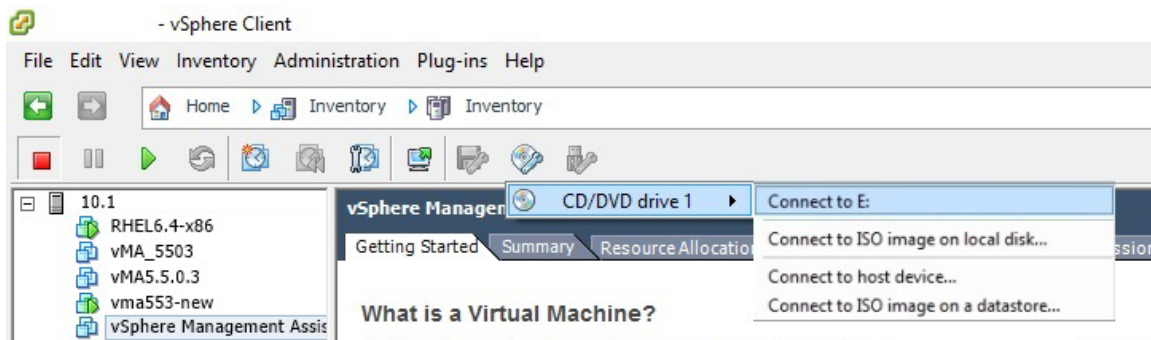 - vSphere Client
File Edit View Inventory Administration Plug-ins Help
Home Inventory Inventory
10.1
RHEL6.4-x86
vMA_5503
vMA5.5.0.3
vma553-new
vSphere Management Assis
vSphere Manager
CD/DVD drive 1
Connect to E:
Connect to ISO image on local disk...
Connect to host device...
Connect to ISO image on a datastore...
Getting Started Summary Resource Allocation ssion
What is a Virtual Machine?